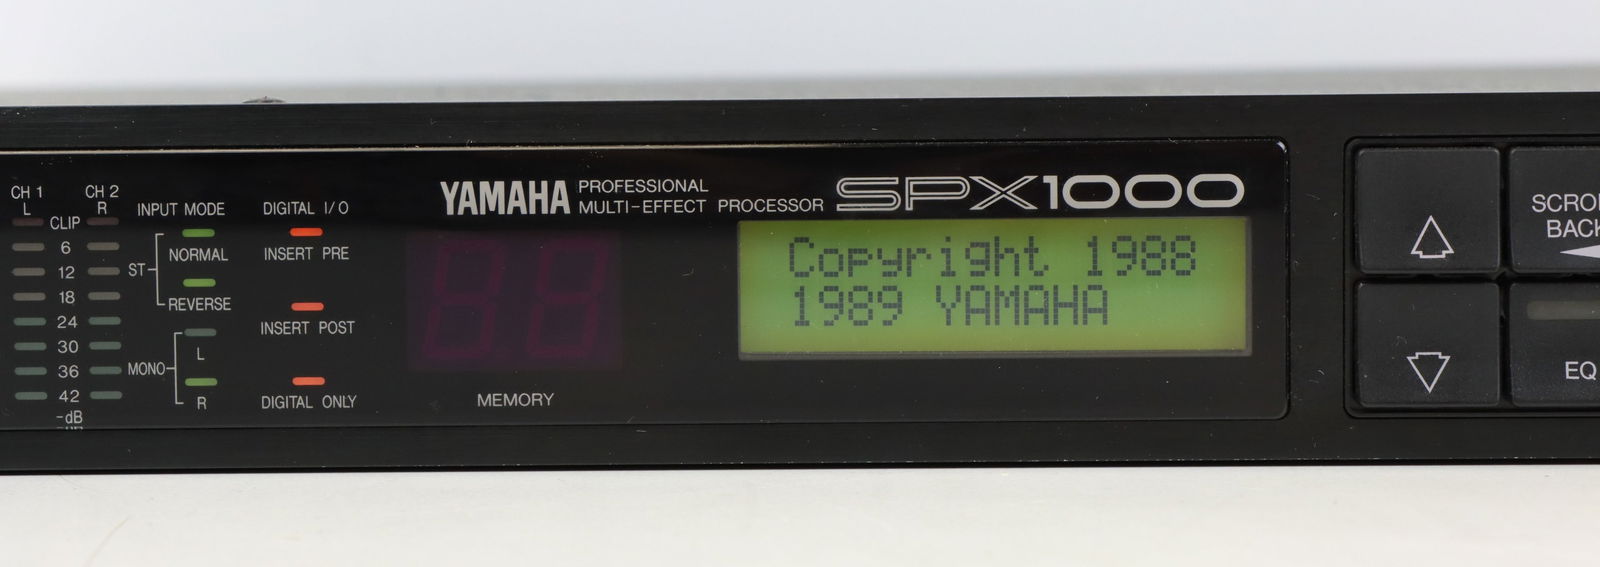 CH 1 CH 2
L R
CLIP
6
12
18
24
30
36
42
-dB
INPUT MODE
ST
NORMAL
REVERSE
MONO
L
R
DIGITAL I/O
INSERT PRE
INSERT POST
DIGITAL ONLY
YAMAHA PROFESSIONAL
MULTI-EFFECT PROCESSOR SPX1000
MEMORY
Copyright 1988
1989 YAMAHA
EQ